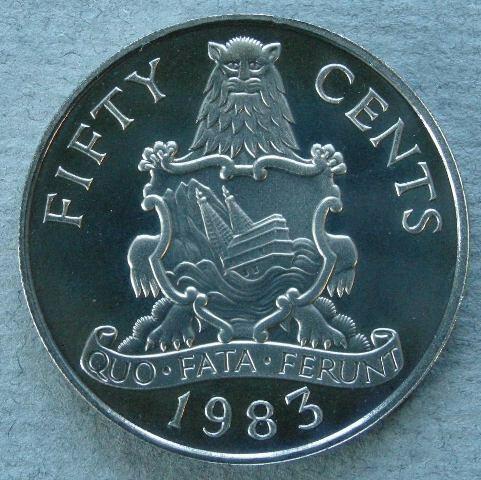 FIFTY CENTS
QUO · FATA · FERUNT
1983